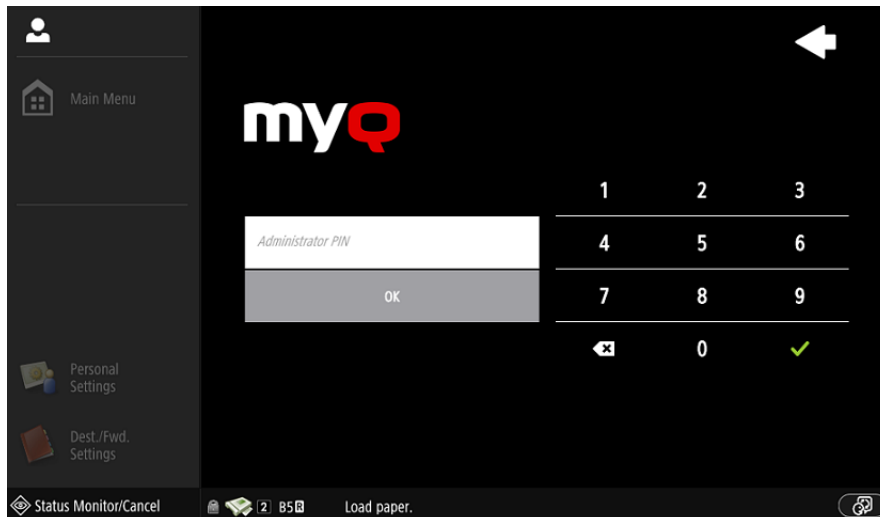 Main Menu
myQ
1 2 3
Administrator PIN
4 5 6
OK
7 8 9
0
Personal
Settings
Dest./Fwd.
Settings
Status Monitor/Cancel
2 B5R Load paper.